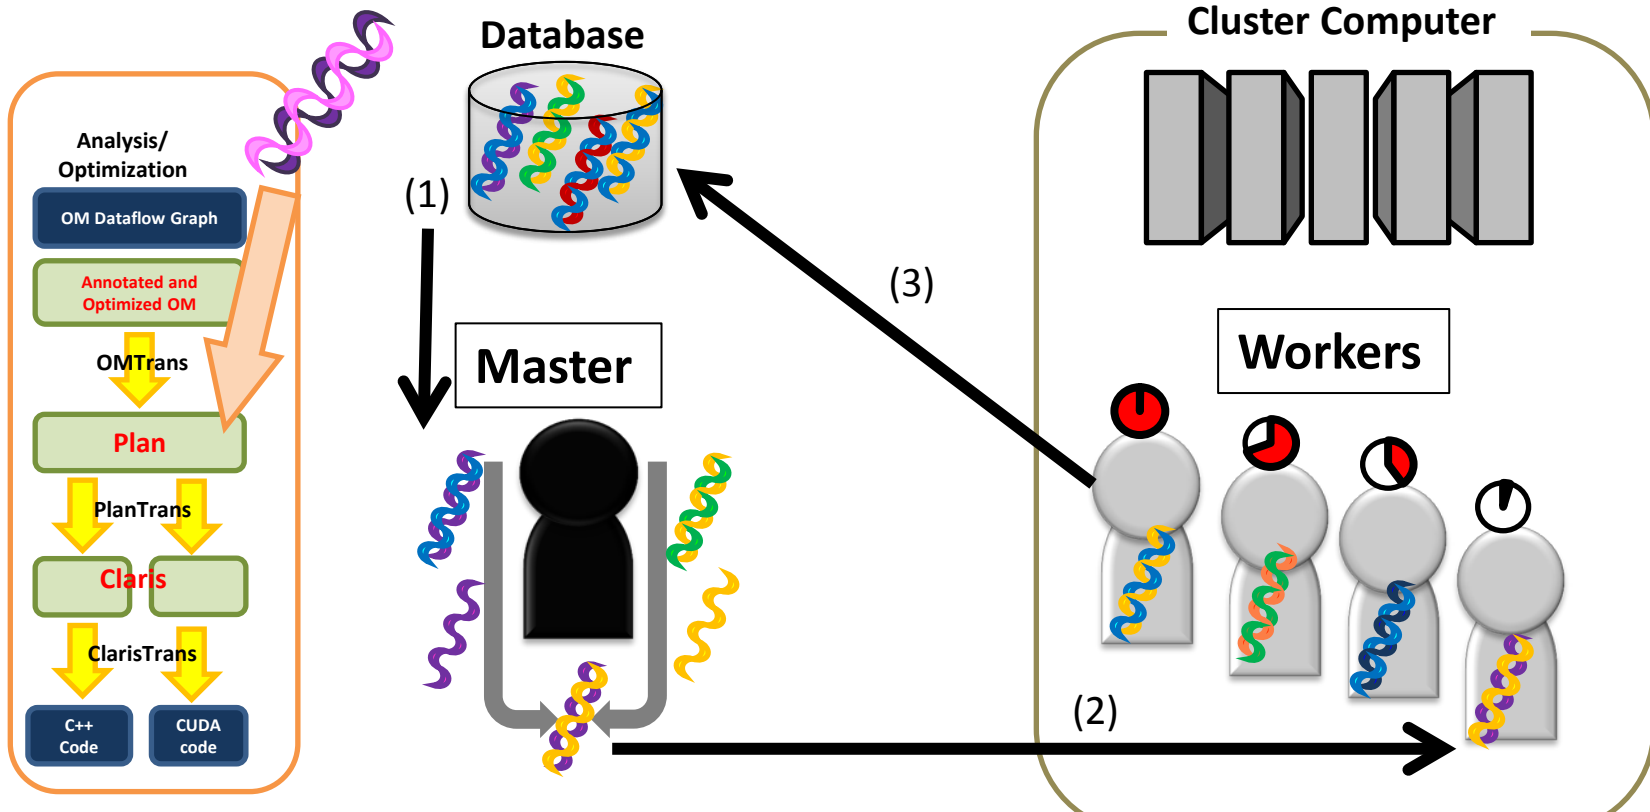 Analysis/
Optimization
OM Dataflow Graph
Annotated and
Optimized OM
OMTrans
Plan
PlanTrans
Claris
ClarisTrans
C++
Code
CUDA
code
Database
(1)
Master
(2)
(3)
Cluster Computer
Workers